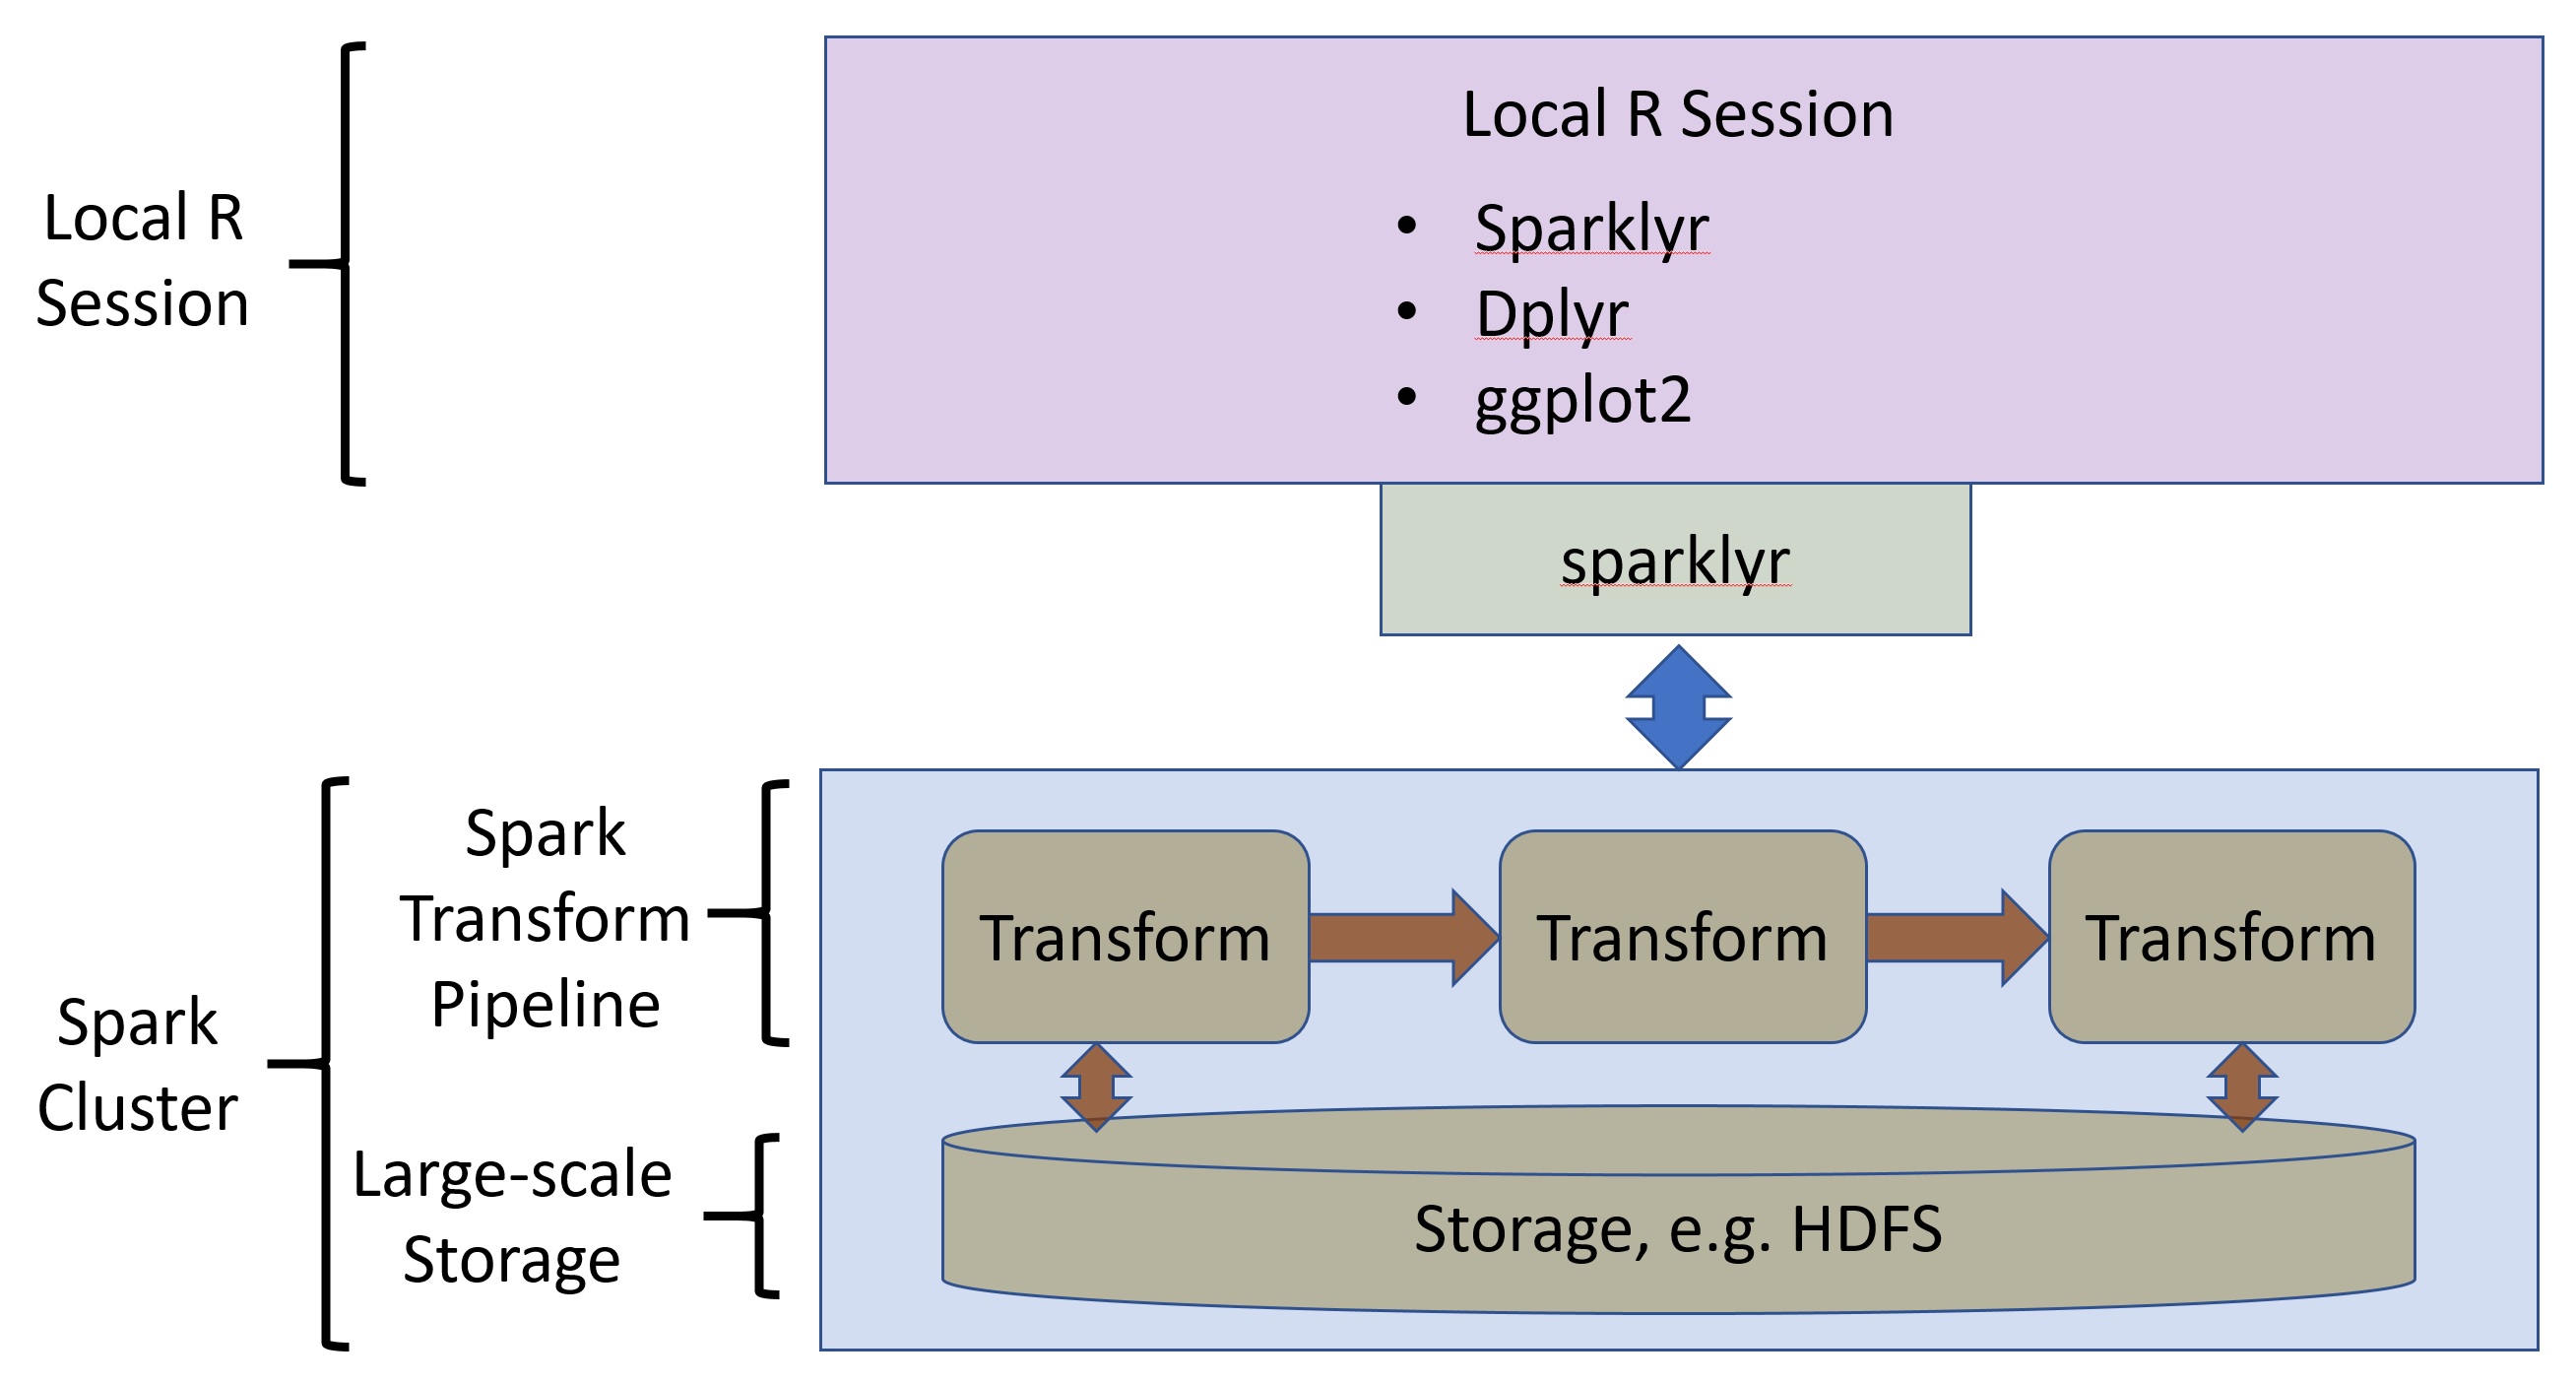 Local R Session
• Sparklyr
• Dplyr
• ggplot2
Local R
Session
sparklyr
Spark
Transform
Pipeline
Transform
Transform
Transform
Spark
Cluster
Large-scale
Storage
Storage, e.g. HDFS